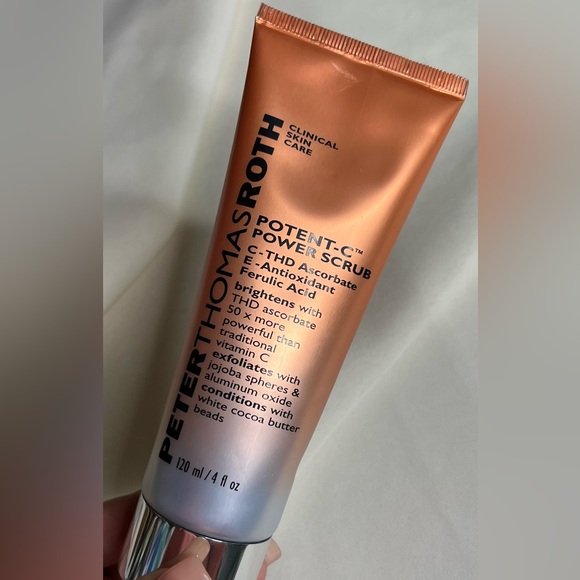 PETERTHOMASROTH
CLINICAL
SKIN
CARE
POTENT-C™
POWER SCRUB
C-THD Ascorbate
E-Antioxidant
Ferulic Acid
brightens with
THD ascorbate
50 x more
powerful than
traditional
vitamin C
exfoliates with
jojoba spheres &
aluminum oxide
conditions with
white cocoa butter
beads
120 ml / 4 fl oz